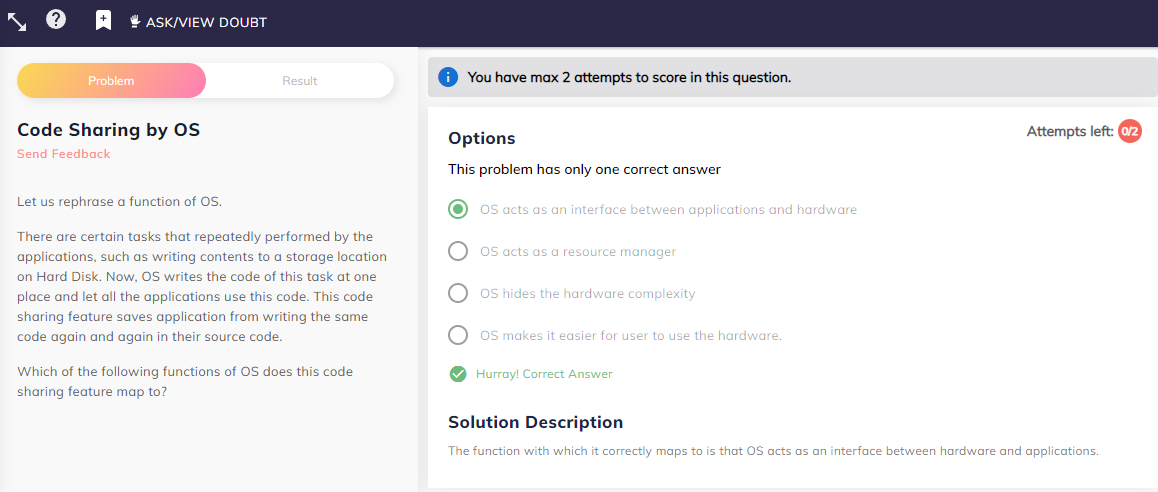 ASK/VIEW DOUBT
Problem
Result
Code Sharing by OS
Send Feedback
Let us rephrase a function of OS.
There are certain tasks that repeatedly performed by the
applications, such as writing contents to a storage location
on Hard Disk. Now, OS writes the code of this task at one
place and let all the applications use this code. This code
sharing feature saves application from writing the same
code again and again in their source code.
Which of the following functions of OS does this code
sharing feature map to?
You have max 2 attempts to score in this question.
Options
Attempts left: 0/2
This problem has only one correct answer
OS acts as an interface between applications and hardware
OS acts as a resource manager
OS hides the hardware complexity
OS makes it easier for user to use the hardware.
Hurray! Correct Answer
Solution Description
The function with which it correctly maps to is that OS acts as an interface between hardware and applications.